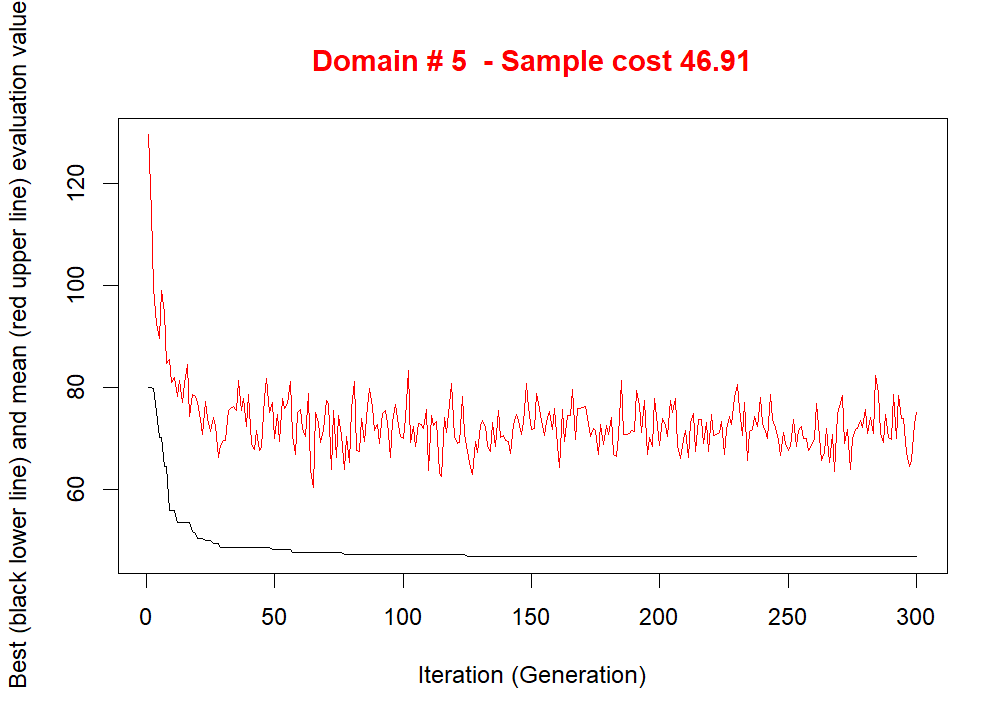 Domain # 5  - Sample cost 46.91
Best (black lower line) and mean (red upper line) evaluation value
120
100
80
60
0 50 100 150 200 250 300
Iteration (Generation)